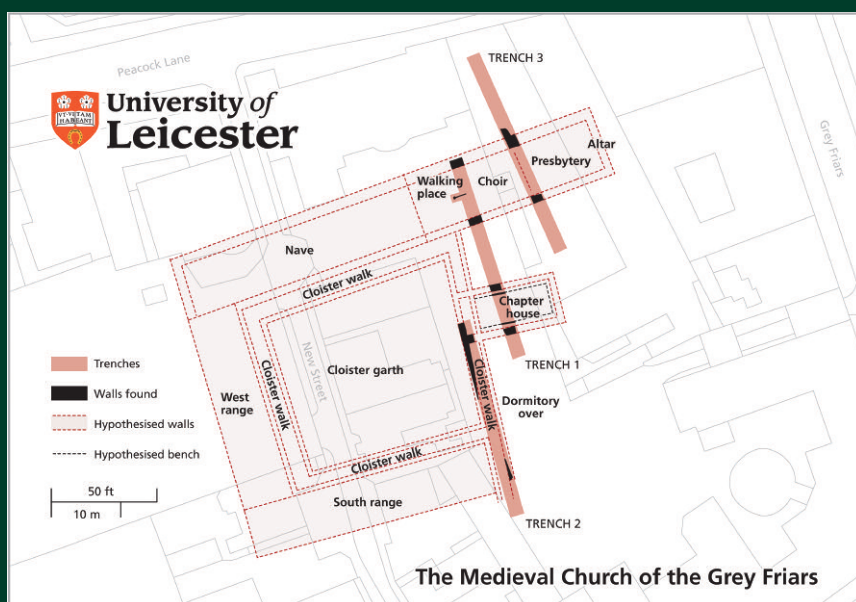 Peacock Lane
TRENCH 3
VT·VITAM
HABEANT
University of
Leicester
Grey Friars
Altar
Presbytery
Walking
place
Choir
Nave
Cloister walk
Chapter
house
New Street
Cloister walk
Cloister garth
Cloister walk
TRENCH 1
Trenches
Walls found
West
range
Dormitory
over
Hypothesised walls
Cloister walk
Hypothesised bench
50 ft
South range
10 m
TRENCH 2
The Medieval Church of the Grey Friars